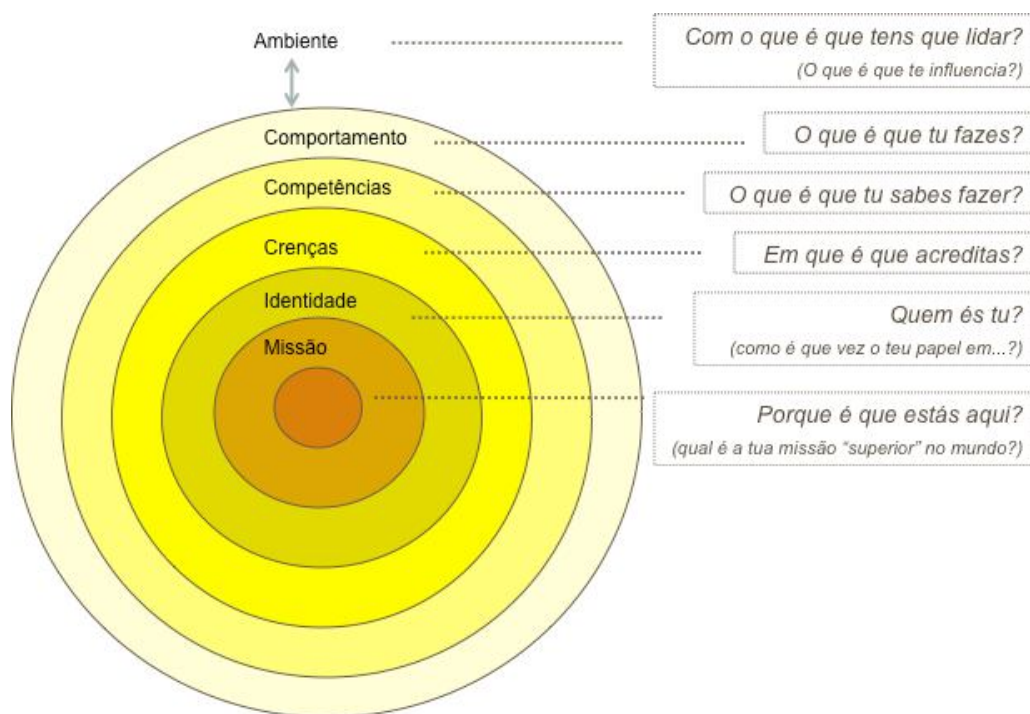 Ambiente
Com o que é que tens que lidar?
(O que é que te influencia?)
Comportamento
O que é que tu fazes?
Competências
O que é que tu sabes fazer?
Crenças
Em que é que acreditas?
Identidade
Quem és tu?
(como é que vez o teu papel em...?)
Missão
Porque é que estás aqui?
(qual é a tua missão “superior” no mundo?)